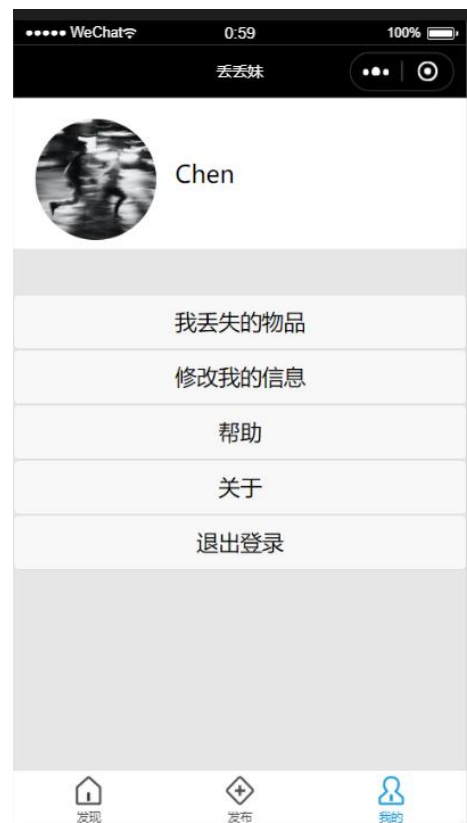 WeChat
0:59
100%
丢丢妹
Chen
我丢失的物品
修改我的信息
帮助
关于
退出登录
发现
发布
我的